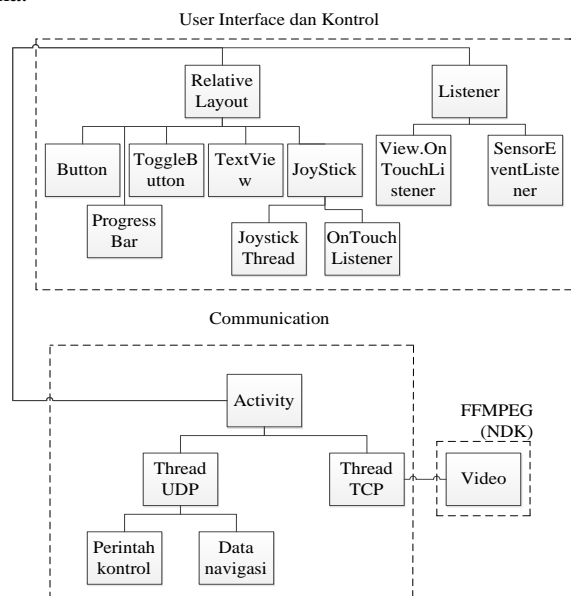 User Interface dan Kontrol
Relative
Layout
Listener
Button
ToggleB
utton
TextVie
w
JoyStick
View.On
TouchLi
stener
SensorE
ventListe
ner
Progress
Bar
Joystick
Thread
OnTouch
Listener
Communication
Activity
FFMPEG
(NDK)
Thread
UDP
Thread
TCP
Video
Perintah
kontrol
Data
navigasi